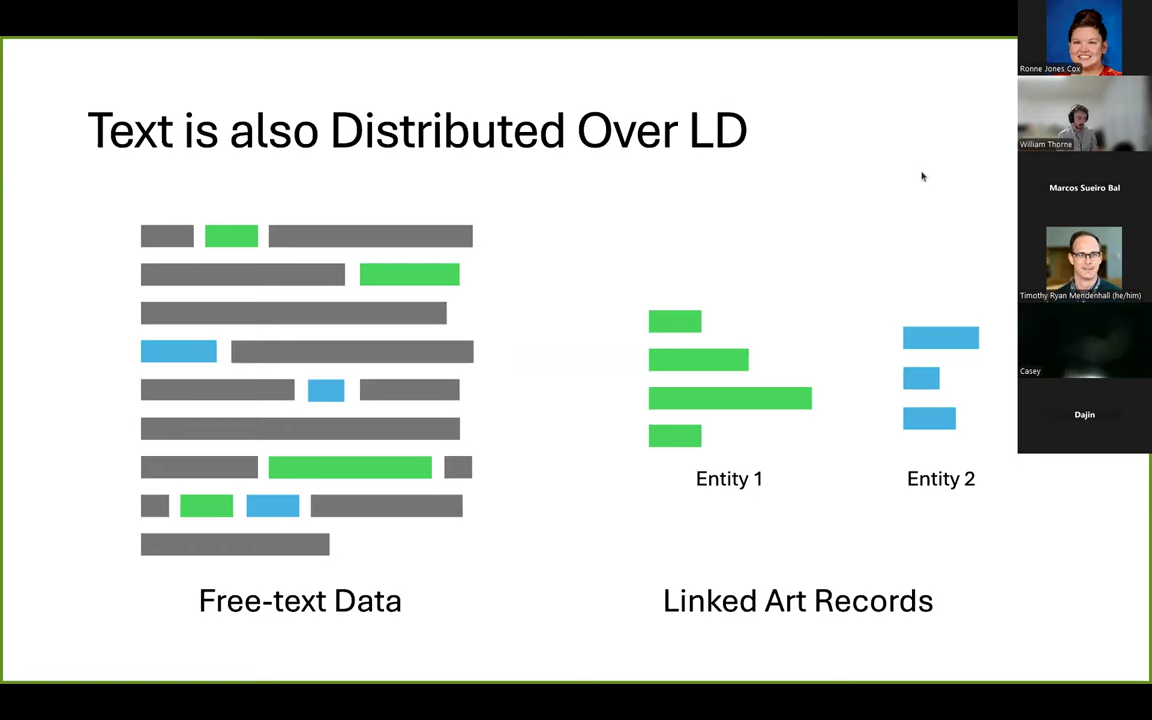 Text is also Distributed Over LD
Entity 1
Entity 2
Free-text Data
Linked Art Records
Ronne Jones Cox
William Thorne
Marcos Sueiro Bal
Timothy Ryan Mendenhall (he/him)
Casey
Dajin